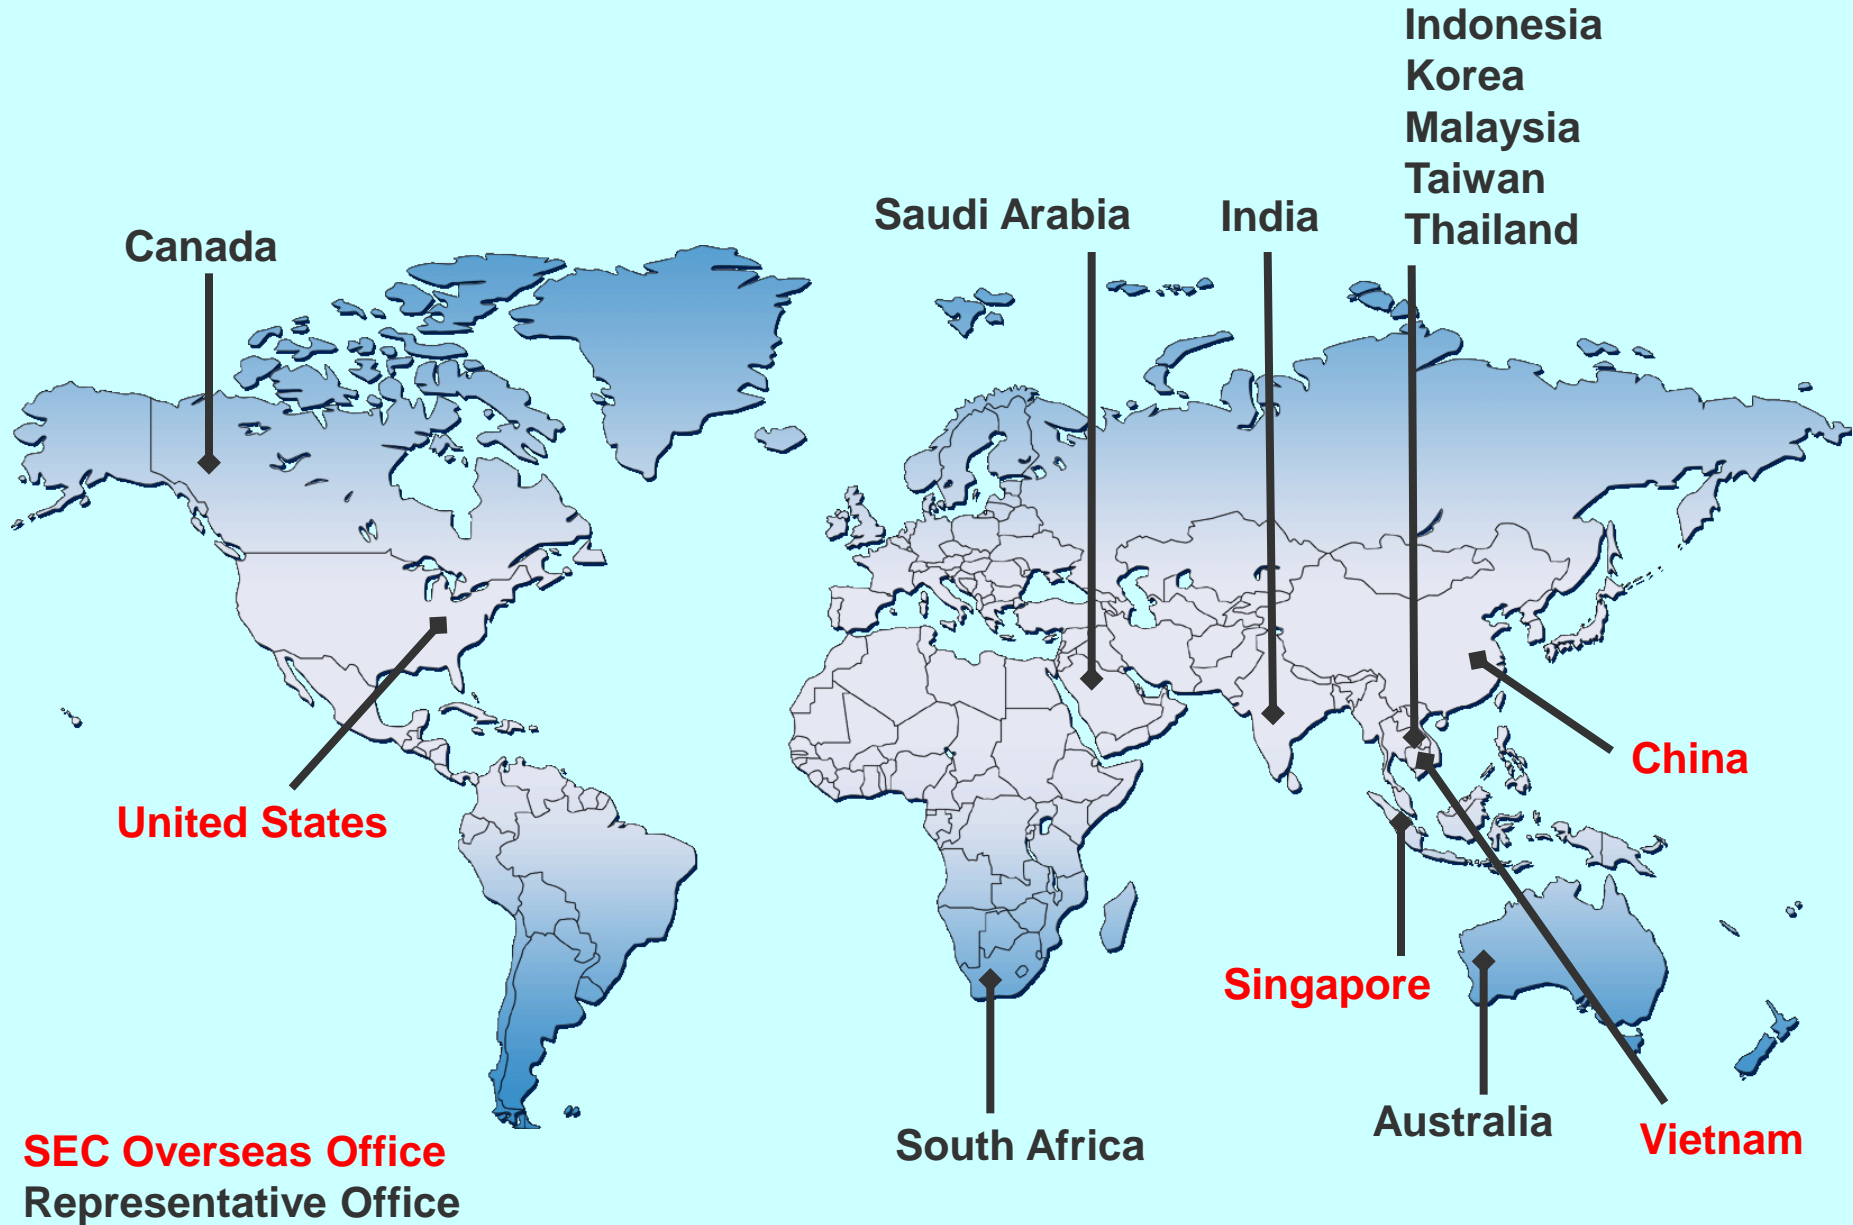 Indonesia
Korea
Malaysia
Taiwan
Thailand
Saudi Arabia
India
Canada
China
United States
Singapore
Australia
Vietnam
South Africa
SEC Overseas Office
Representative Office